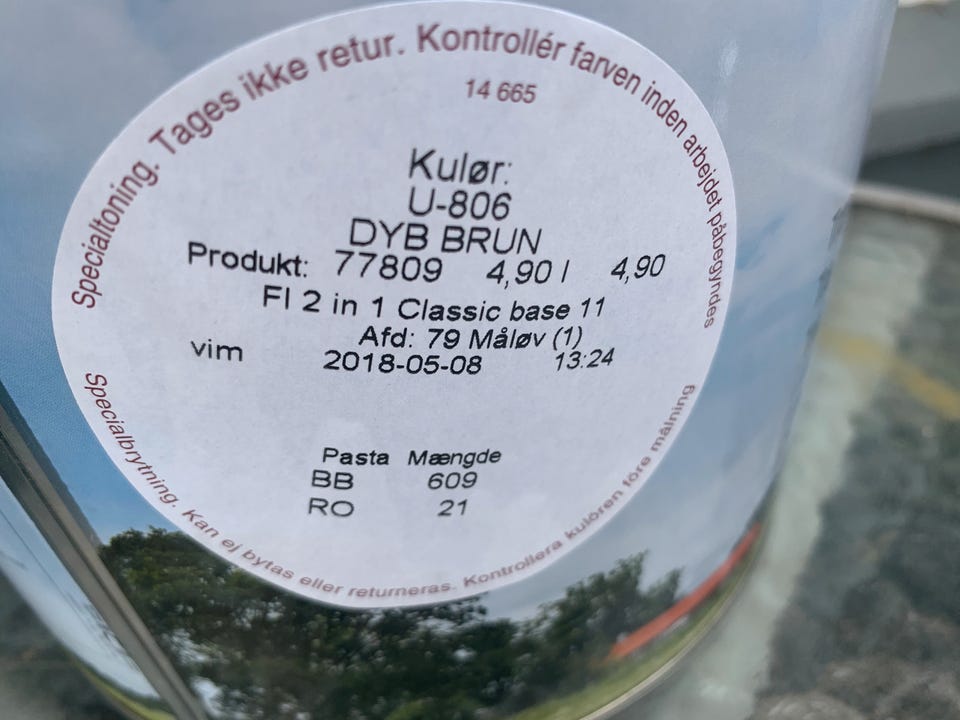 Specialtoning. Tages ikke retur. Kontrollér farven inden arbejdet påbegyndes
14 665
Kulør:
U-806
DYB BRUN
Produkt: 77809 4,90 l 4,90
Fl 2 in 1 Classic base 11
Afd: 79 Måløv (1)
vim 2018-05-08 13:24
Pasta Mængde
BB 609
RO 21
Specialbrytning. Kan ej bytas eller returneras. Kontrollera kulören före målning